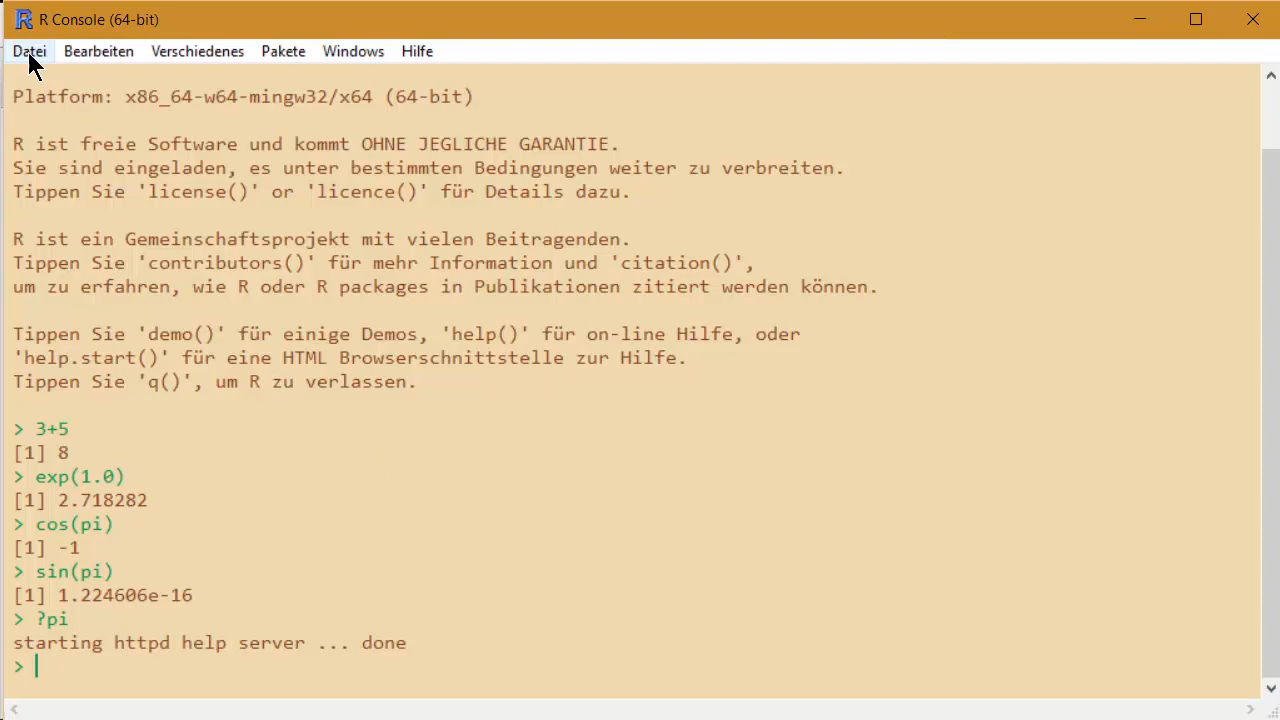 R Console (64-bit)
Datei Bearbeiten Verschiedenes Pakete Windows Hilfe
Platform: x86_64-w64-mingw32/x64 (64-bit)
R ist freie Software und kommt OHNE JEGLICHE GARANTIE.
Sie sind eingeladen, es unter bestimmten Bedingungen weiter zu verbreiten.
Tippen Sie 'license()' or 'licence()' für Details dazu.
R ist ein Gemeinschaftsprojekt mit vielen Beitragenden.
Tippen Sie 'contributors()' für mehr Information und 'citation()',
um zu erfahren, wie R oder R packages in Publikationen zitiert werden können.
Tippen Sie 'demo()' für einige Demos, 'help()' für on-line Hilfe, oder
'help.start()' für eine HTML Browserschnittstelle zur Hilfe.
Tippen Sie 'q()', um R zu verlassen.
> 3+5
[1] 8
> exp(1.0)
[1] 2.718282
> cos(pi)
[1] -1
> sin(pi)
[1] 1.224606e-16
> ?pi
starting httpd help server ... done
>